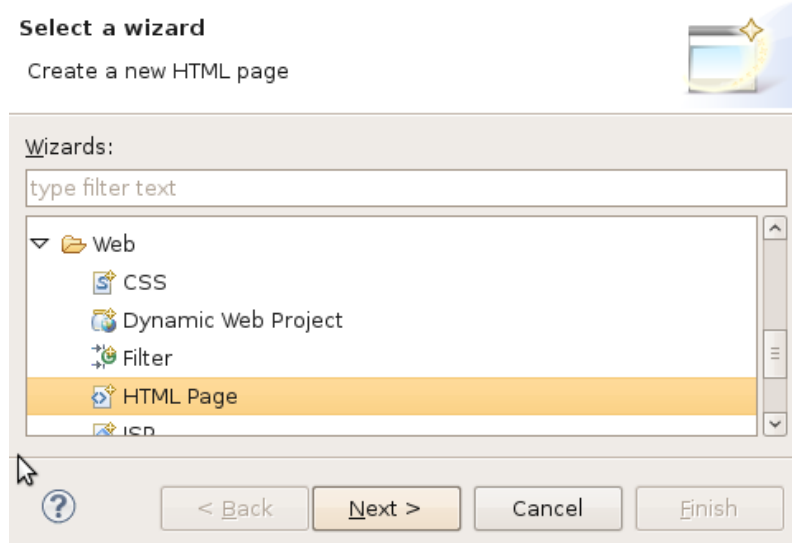 Select a wizard
Create a new HTML page
Wizards:
type filter text
Web
CSS
Dynamic Web Project
Filter
HTML Page
JSP
?
< Back Next > Cancel Finish